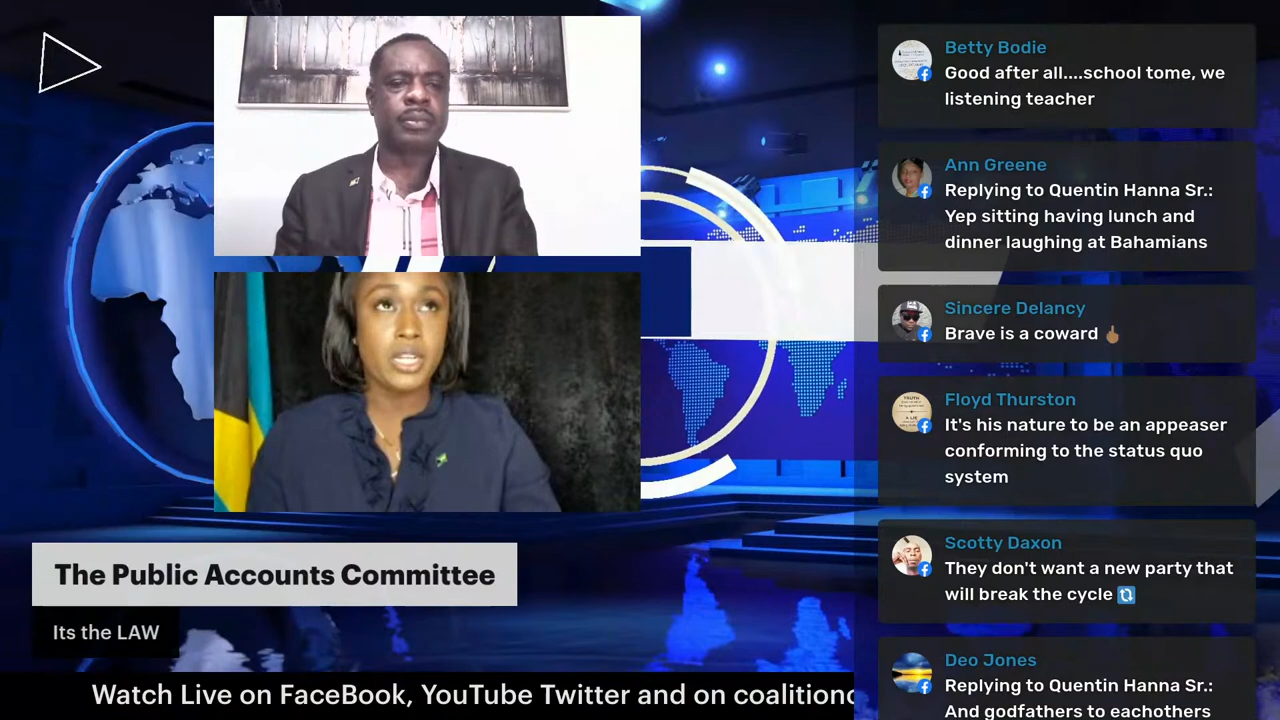 The Public Accounts Committee
Its the LAW
Watch Live on FaceBook, YouTube Twitter and on coalition
Betty Bodie
Good after all....school tome, we
listening teacher
Ann Greene
Replying to Quentin Hanna Sr.:
Yep sitting having lunch and
dinner laughing at Bahamians
Sincere Delancy
Brave is a coward 🖕🏽
Floyd Thurston
It's his nature to be an appeaser
conforming to the status quo
system
Scotty Daxon
They don't want a new party that
will break the cycle 🔃
Deo Jones
Replying to Quentin Hanna Sr.:
And godfathers to eachothers